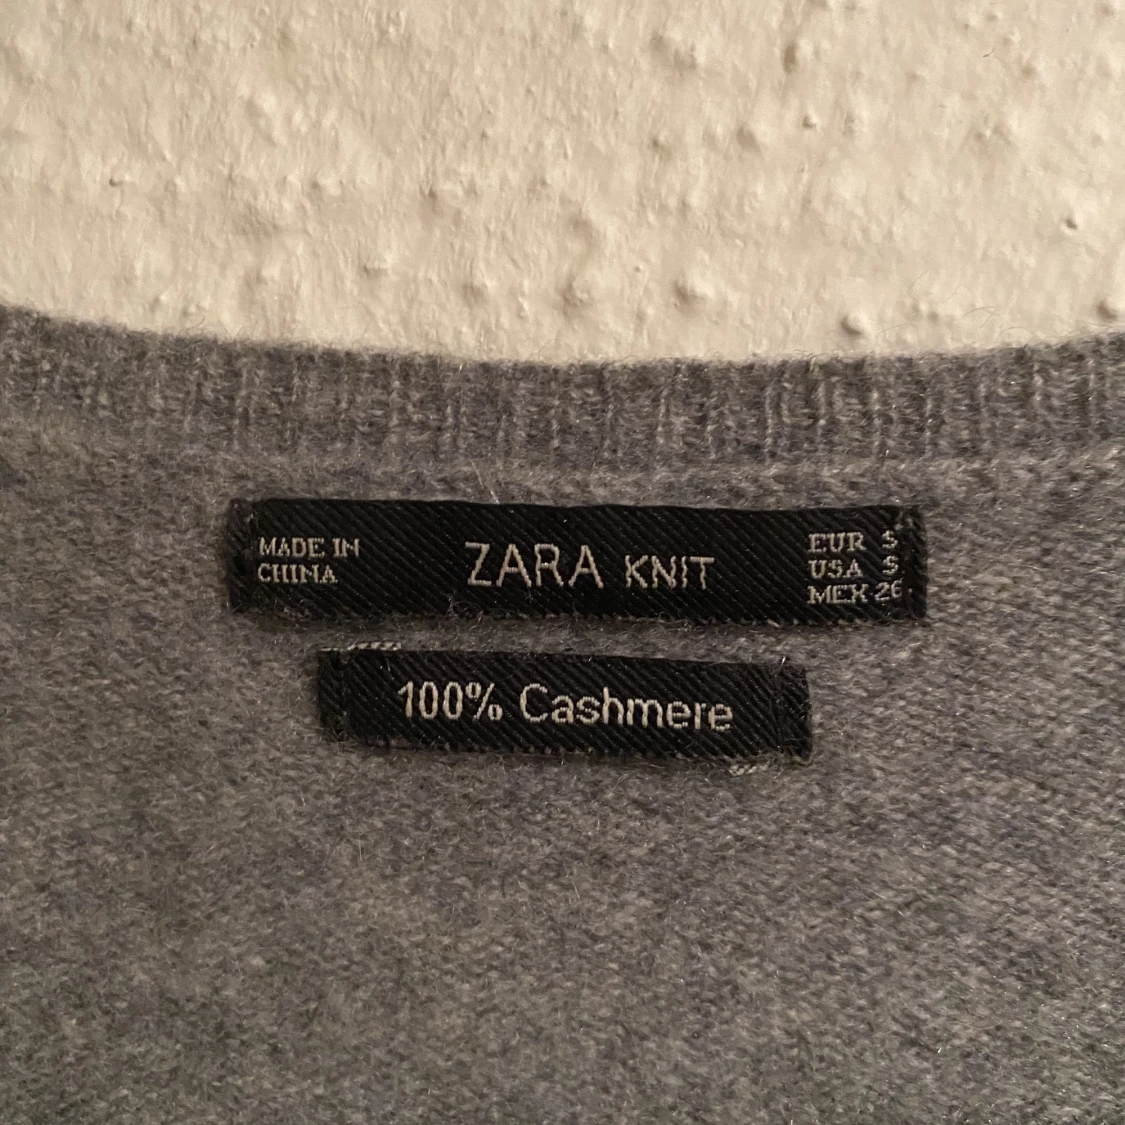 MADE IN
CHINA
ZARA KNIT
EUR S
USA S
MEX 26
100% Cashmere